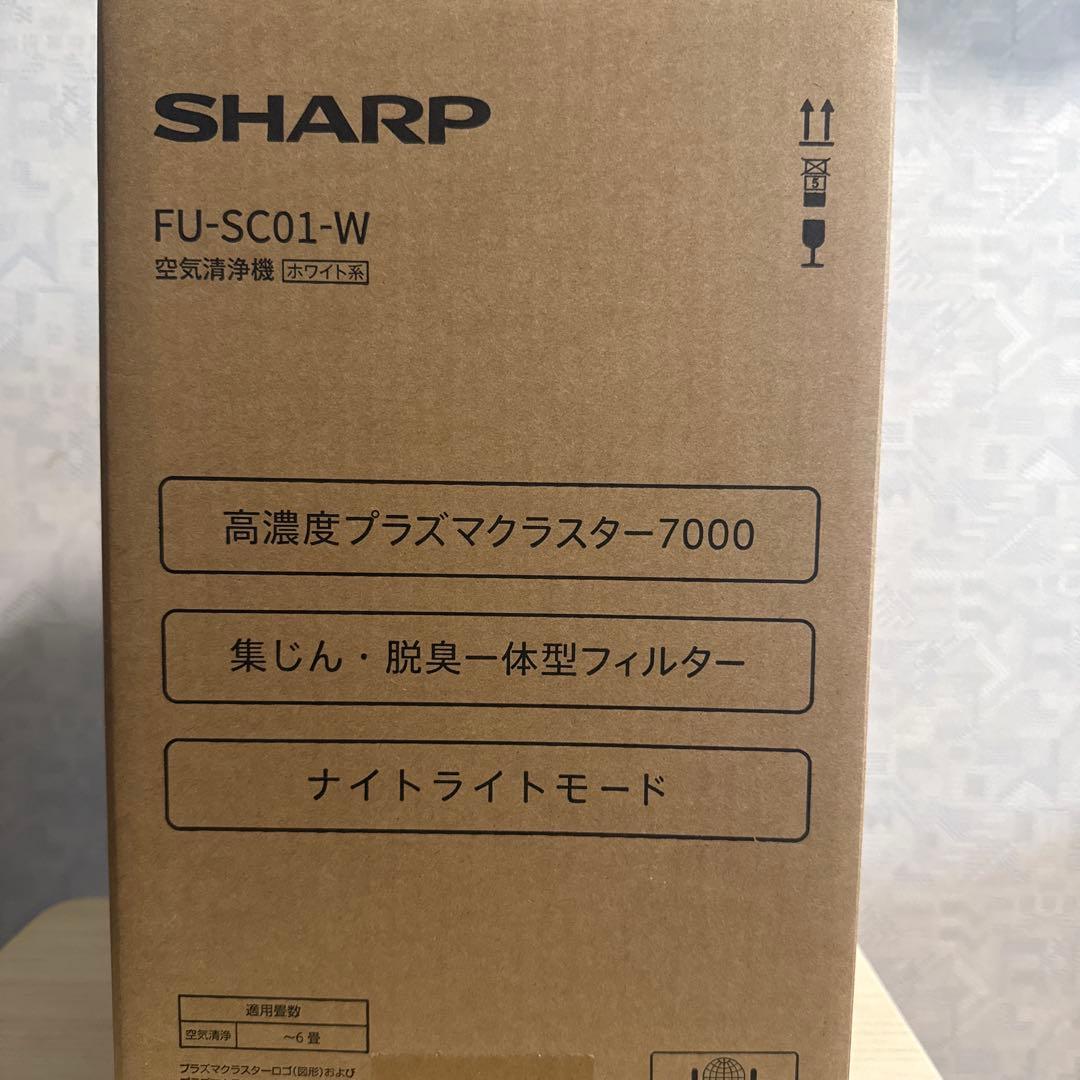 SHARP
FU-SC01-W
空気清浄機 ホワイト系
5
高濃度プラズマクラスター7000
集じん・脱臭一体型フィルター
ナイトライトモード
適用畳数
空気清浄 ～6畳
プラズマクラスターロゴ(図形)および